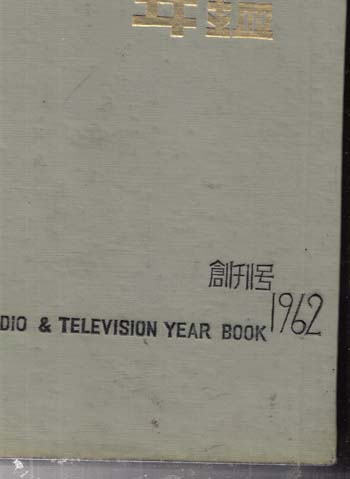 年鑑
創刊号
1962
DIO & TELEVISION YEAR BOOK